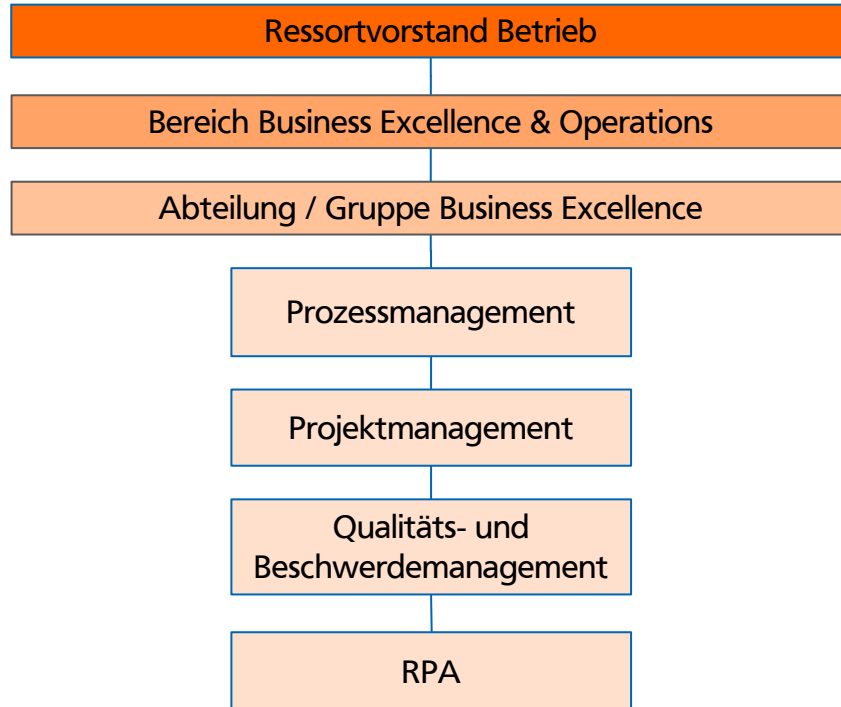 Ressortvorstand Betrieb
Bereich Business Excellence & Operations
Abteilung / Gruppe Business Excellence
Prozessmanagement
Projektmanagement
Qualitäts- und
Beschwerdemanagement
RPA